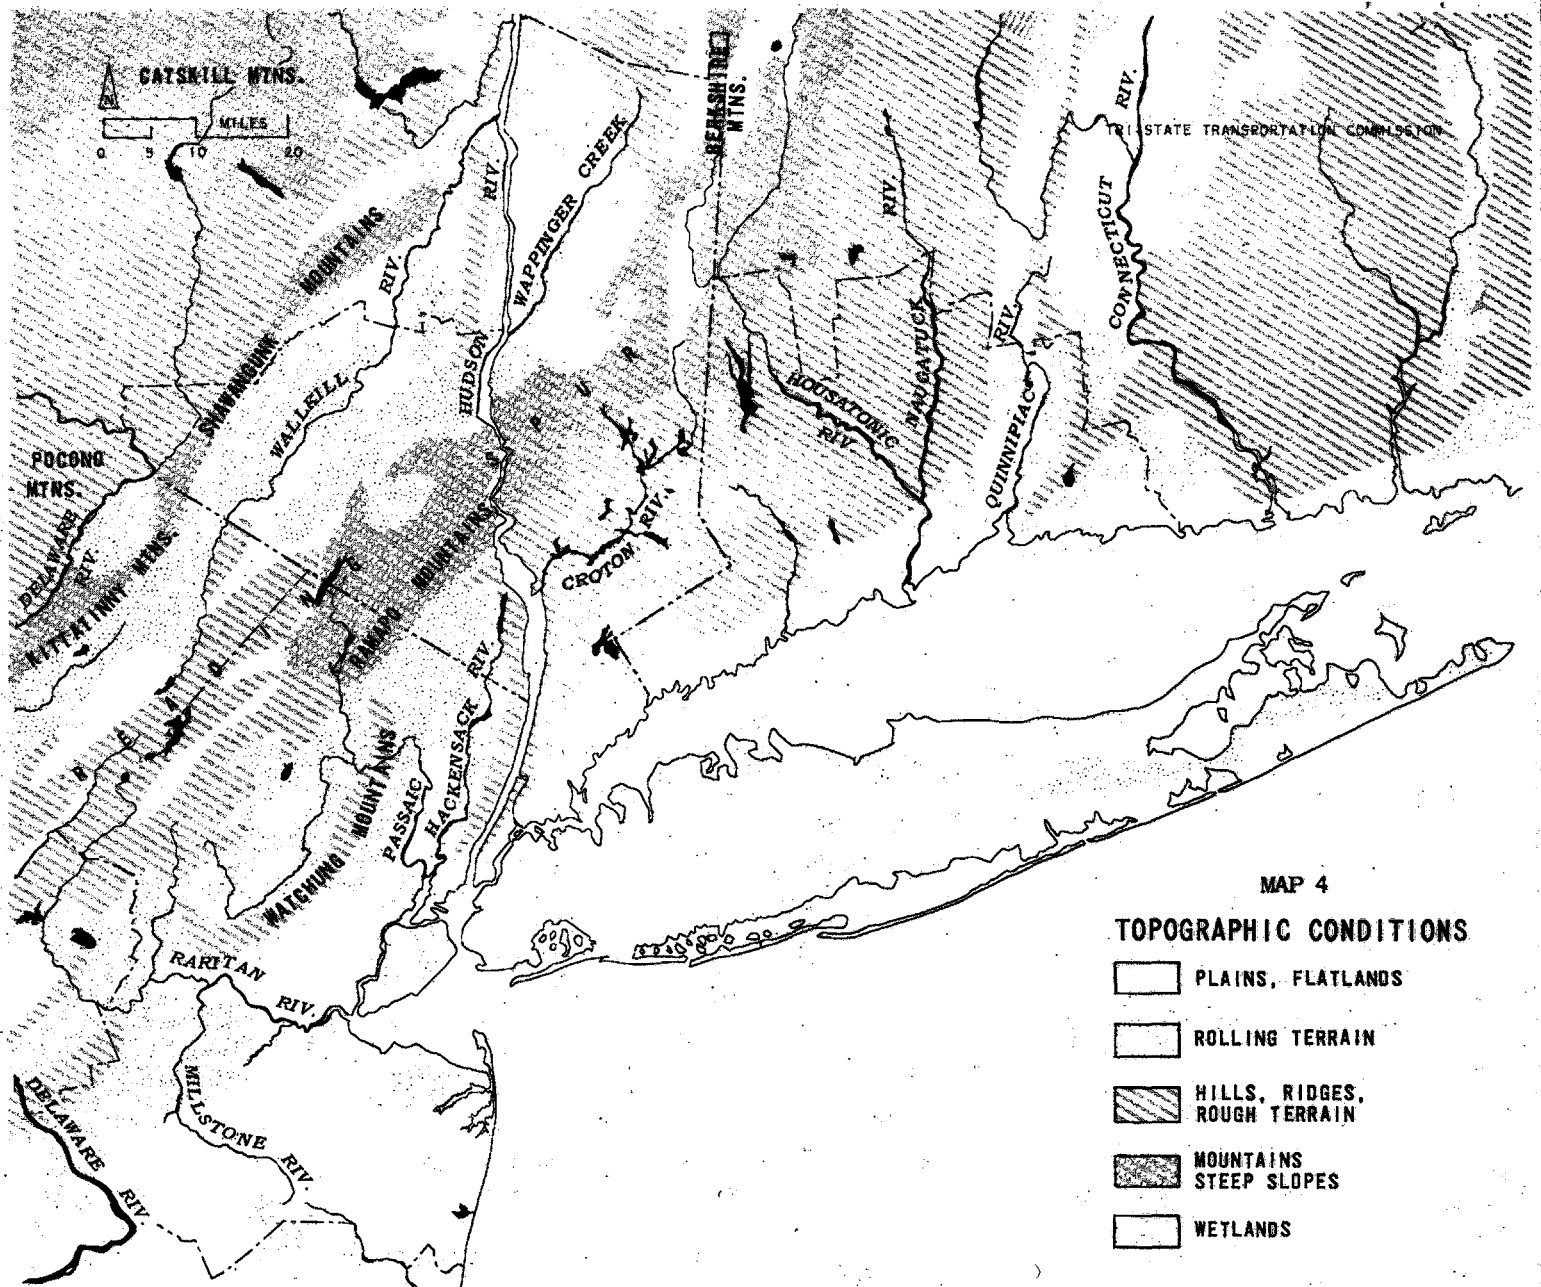 CATSKILL MTNS.
N
MILES
0 5 10 20
BERKSHIRE
MTNS.
TRI-STATE TRANSPORTATION COMMISSION
CONNECTICUT RIV.
WAPPINGER CREEK
HUDSON RIV.
NAUGATUCK RIV.
SHAWANGUNK MOUNTAINS
WALLKILL RIV.
HOUSATONIC
RIV.
QUINNIPIAC RIV.
POCONO
MTNS.
DELAWARE
RIV.
KITTATINNY MTNS.
READING SPUR
RAMAPO MOUNTAINS
CROTON RIV.
HACKENSACK RIV.
PASSAIC
WATCHUNG MOUNTAINS
RARITAN
RIV.
MILLSTONE RIV.
DELAWARE RIV.
MAP 4
TOPOGRAPHIC CONDITIONS
PLAINS, FLATLANDS
ROLLING TERRAIN
HILLS, RIDGES,
ROUGH TERRAIN
MOUNTAINS
STEEP SLOPES
WETLANDS